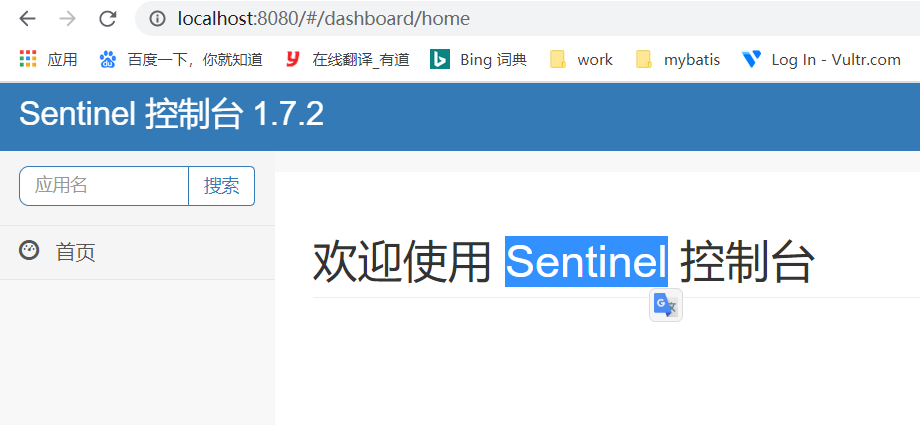 localhost:8080/#/dashboard/home
应用 百度一下，你就知道 在线翻译_有道 Bing 词典 work mybatis Log In - Vultr.com
Sentinel 控制台 1.7.2
应用名 搜索
首页
欢迎使用 Sentinel 控制台